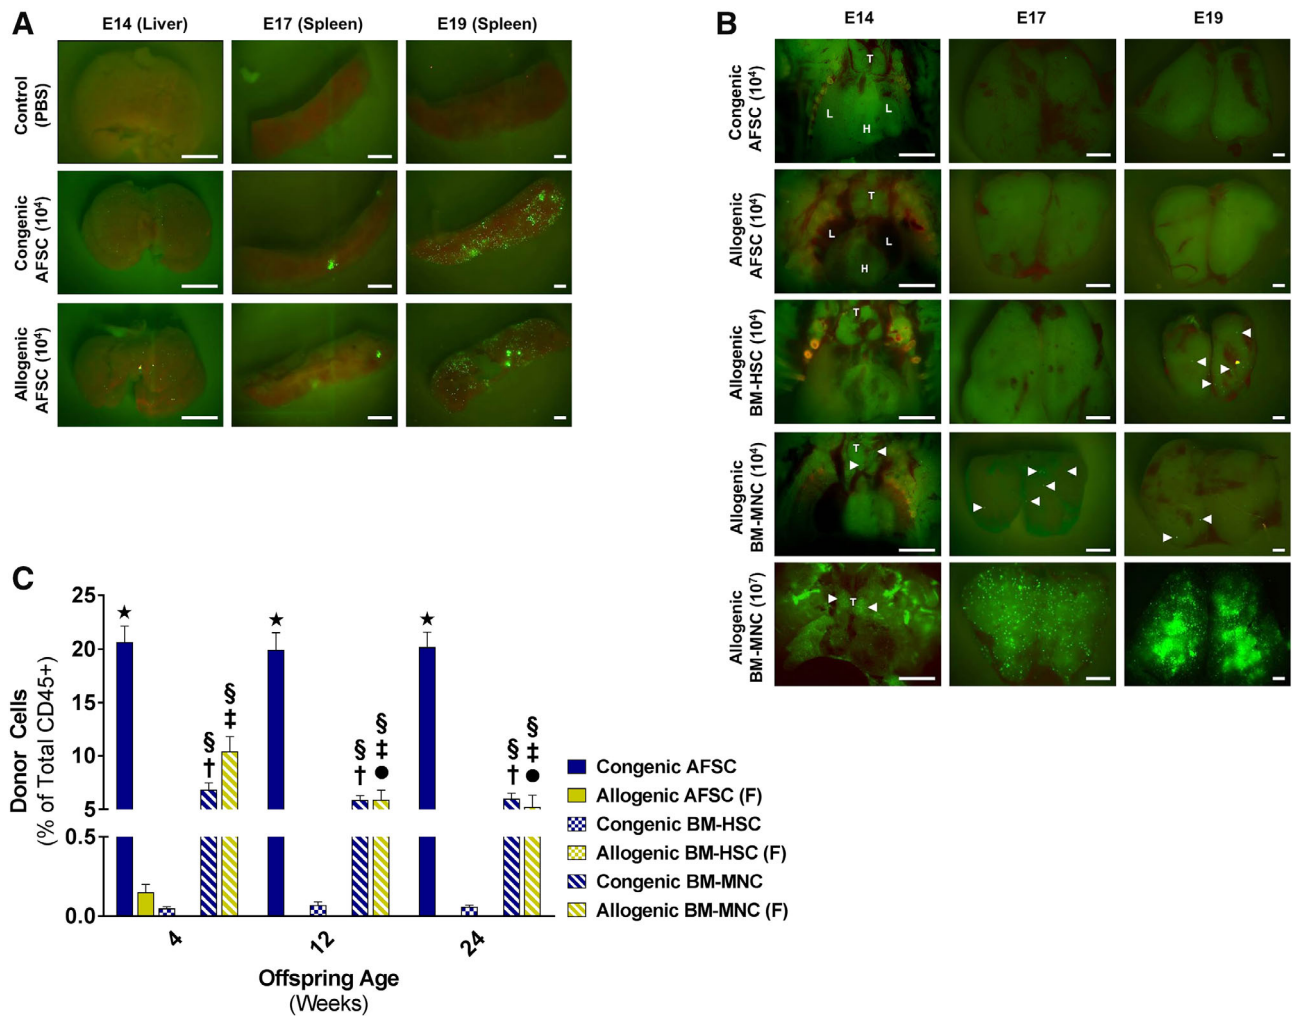 A
E14 (Liver)
E17 (Spleen)
E19 (Spleen)
Control
(PBS)
Congenic
AFSC (10⁴)
Allogenic
AFSC (10⁴)
B
E14
E17
E19
Congenic
AFSC (10⁴)
T
L
L
H
Allogenic
AFSC (10⁴)
T
L
L
H
Allogenic
BM-HSC (10⁴)
T
Allogenic
BM-MNC (10⁴)
T
Allogenic
BM-MNC (10⁷)
T
C
Donor Cells
(% of Total CD45+)
25
20
15
10
5
0.5
0.0
★
§
†
§
‡
★
§
†
§
‡
●
★
§
†
§
‡
●
4
12
24
Offspring Age
(Weeks)
Congenic AFSC
Allogenic AFSC (F)
Congenic BM-HSC
Allogenic BM-HSC (F)
Congenic BM-MNC
Allogenic BM-MNC (F)